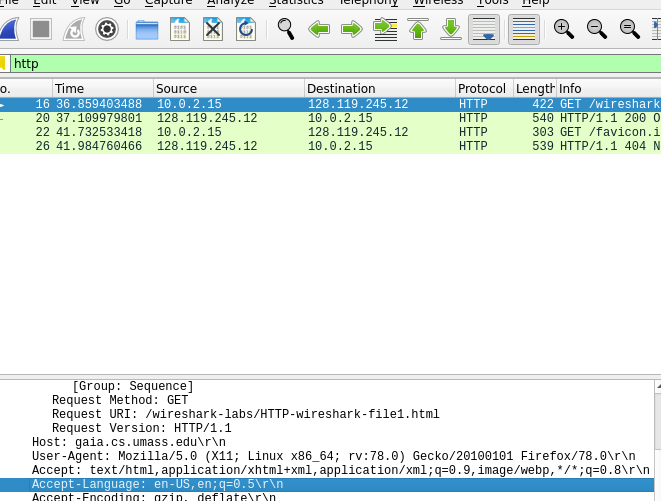 File Edit View Go Capture Analyze Statistics Telephony Wireless Tools Help
http
o. Time Source Destination Protocol Length Info
16 36.859403488 10.0.2.15 128.119.245.12 HTTP 422 GET /wireshark
20 37.109979801 128.119.245.12 10.0.2.15 HTTP 540 HTTP/1.1 200 O
22 41.732533418 10.0.2.15 128.119.245.12 HTTP 303 GET /favicon.i
26 41.984760466 128.119.245.12 10.0.2.15 HTTP 539 HTTP/1.1 404 N
[Group: Sequence]
Request Method: GET
Request URI: /wireshark-labs/HTTP-wireshark-file1.html
Request Version: HTTP/1.1
Host: gaia.cs.umass.edu\r\n
User-Agent: Mozilla/5.0 (X11; Linux x86_64; rv:78.0) Gecko/20100101 Firefox/78.0\r\n
Accept: text/html,application/xhtml+xml,application/xml;q=0.9,image/webp,*/*;q=0.8\r\n
Accept-Language: en-US,en;q=0.5\r\n
Accept-Encoding: gzip, deflate\r\n